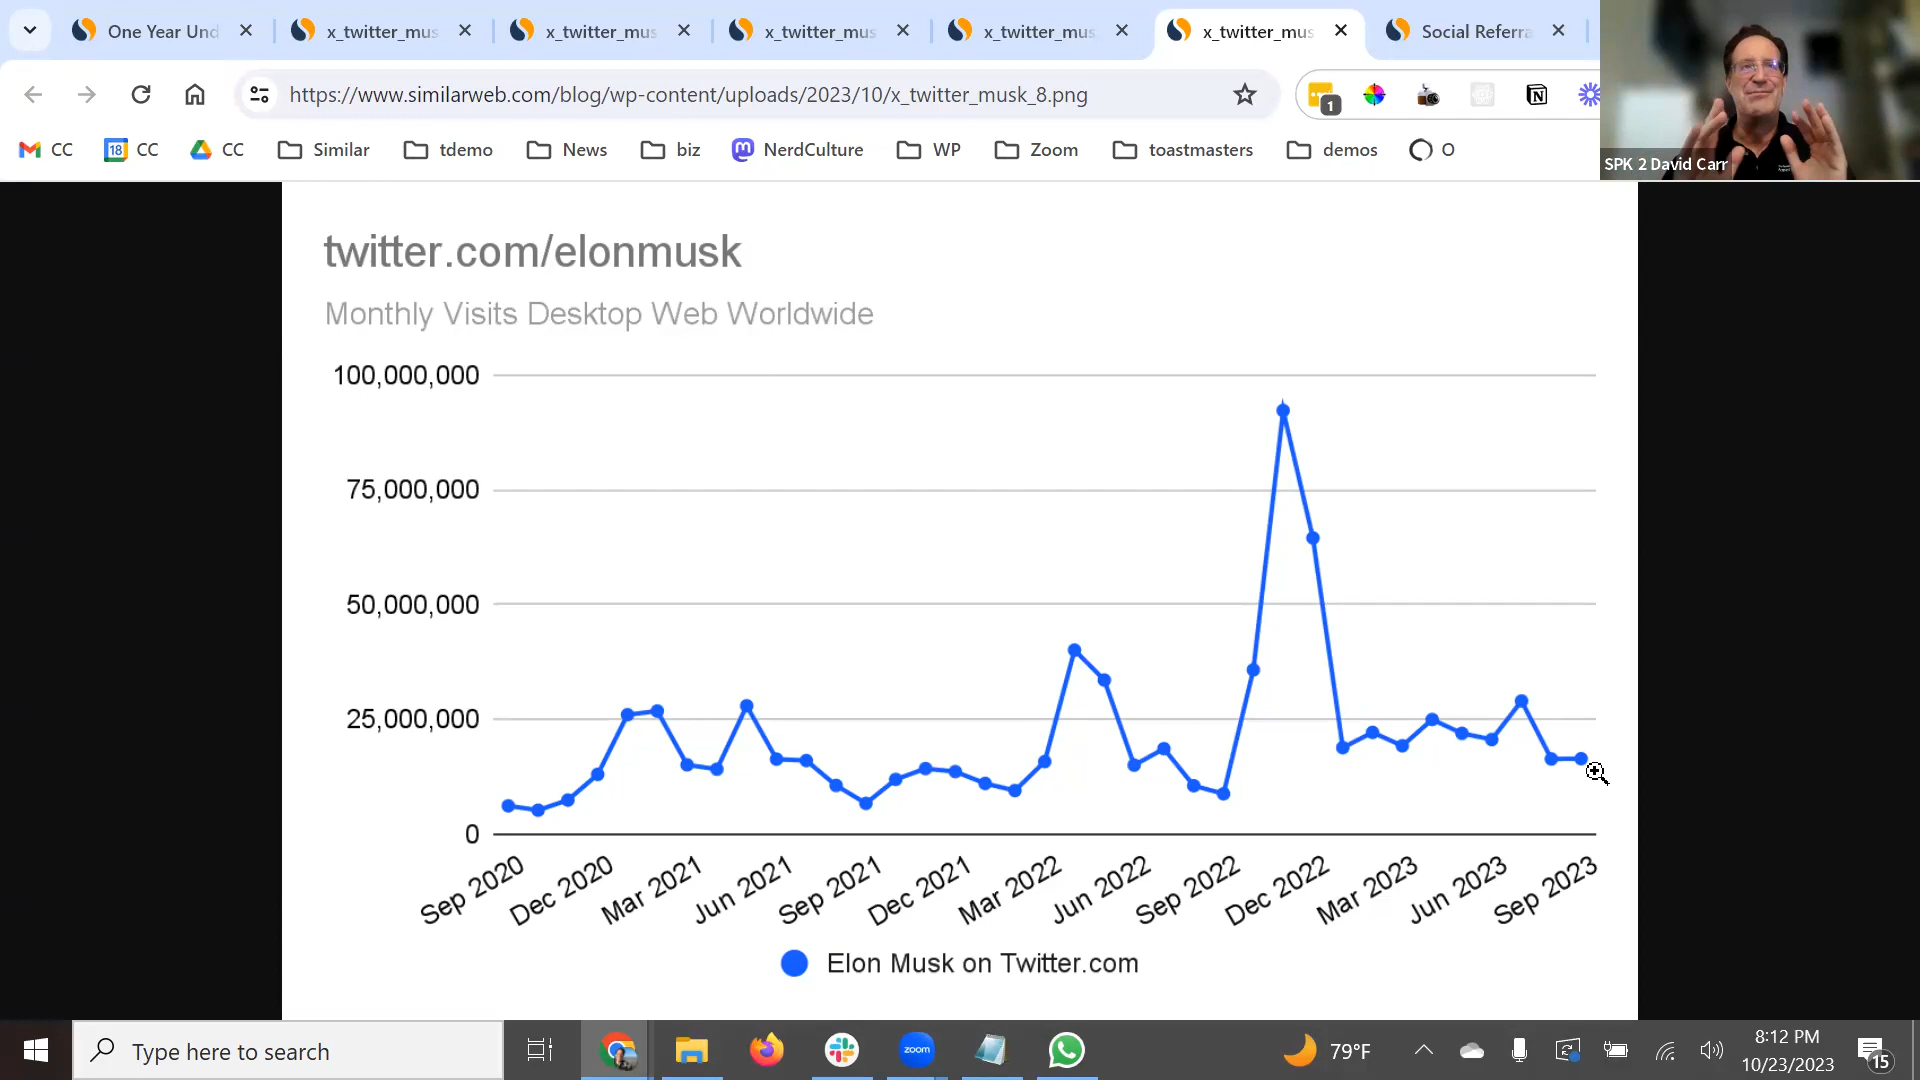 One Year Und
x_twitter_mus
x_twitter_mus
x_twitter_mus
x_twitter_mus
x_twitter_mus
Social Referra
https://www.similarweb.com/blog/wp-content/uploads/2023/10/x_twitter_musk_8.png
1
CC
18 CC
CC
Similar
tdemo
News
biz
NerdCulture
WP
Zoom
toastmasters
demos
O
SPK 2 David Carr
twitter.com/elonmusk
Monthly Visits Desktop Web Worldwide
100,000,000
75,000,000
50,000,000
25,000,000
0
Sep 2020
Dec 2020
Mar 2021
Jun 2021
Sep 2021
Dec 2021
Mar 2022
Jun 2022
Sep 2022
Dec 2022
Mar 2023
Jun 2023
Sep 2023
Elon Musk on Twitter.com
Type here to search
zoom
79°F
8:12 PM
10/23/2023
15